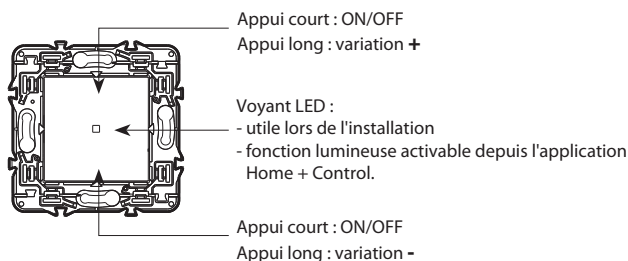 Appui court : ON/OFF
Appui long : variation +
Voyant LED :
- utile lors de l'installation
- fonction lumineuse activable depuis l'application
Home + Control.
Appui court : ON/OFF
Appui long : variation -